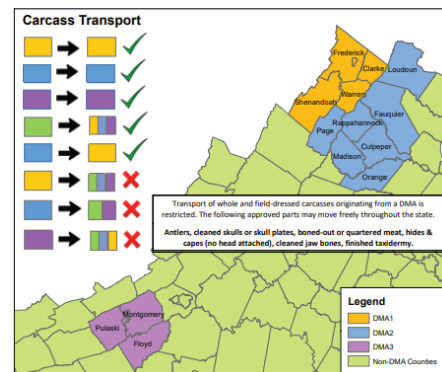 Carcass Transport
Frederick
Clarke
Loudoun
Shenandoah
Warren
Fauquier
Page
Rappahannock
Culpeper
Madison
Orange
Transport of whole and field-dressed carcasses originating from a DMA is
restricted. The following approved parts may move freely throughout the state.
Antlers, cleaned skulls or skull plates, boned-out or quartered meat, hides &
capes (no head attached), cleaned jaw bones, finished taxidermy.
Montgomery
Pulaski
Floyd
Legend
DMA1
DMA2
DMA3
Non-DMA Counties